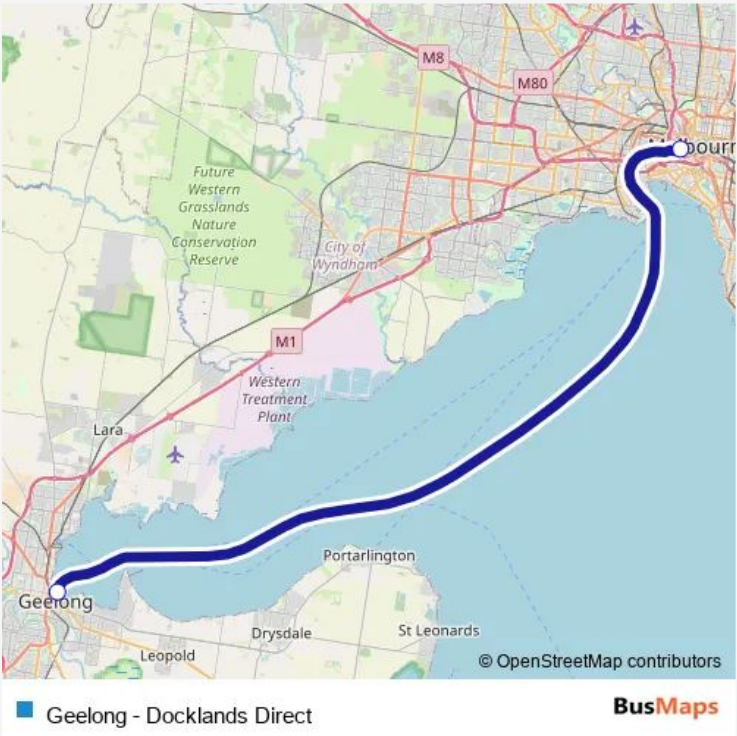 M8
M80
Melbourn
Future
Western
Grasslands
Nature
Conservation
Reserve
City of
Wyndham
M1
Western
Treatment
Plant
Lara
Portarlington
Geelong
Drysdale
St Leonards
Leopold
© OpenStreetMap contributors
Geelong - Docklands Direct
BusMaps